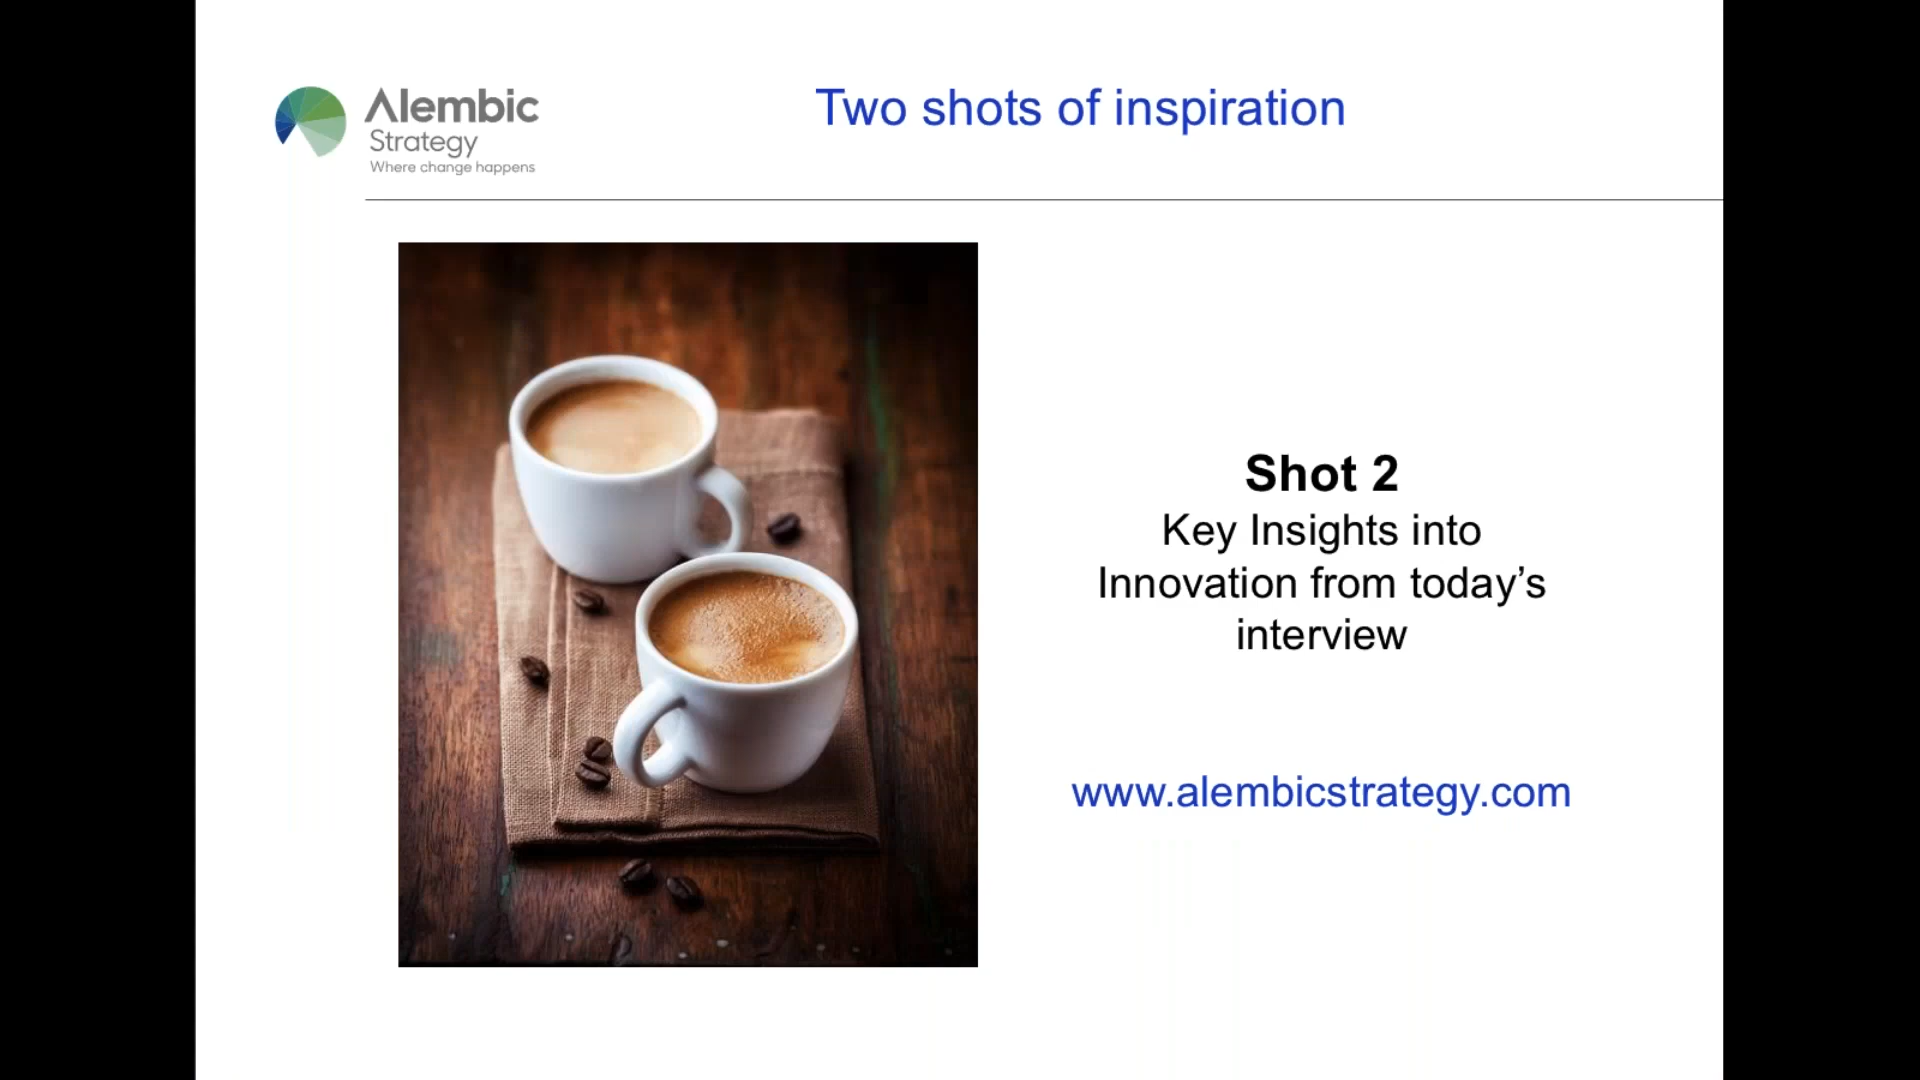 Alembic
Strategy
Where change happens
Two shots of inspiration
Shot 2
Key Insights into
Innovation from today’s
interview
www.alembicstrategy.com